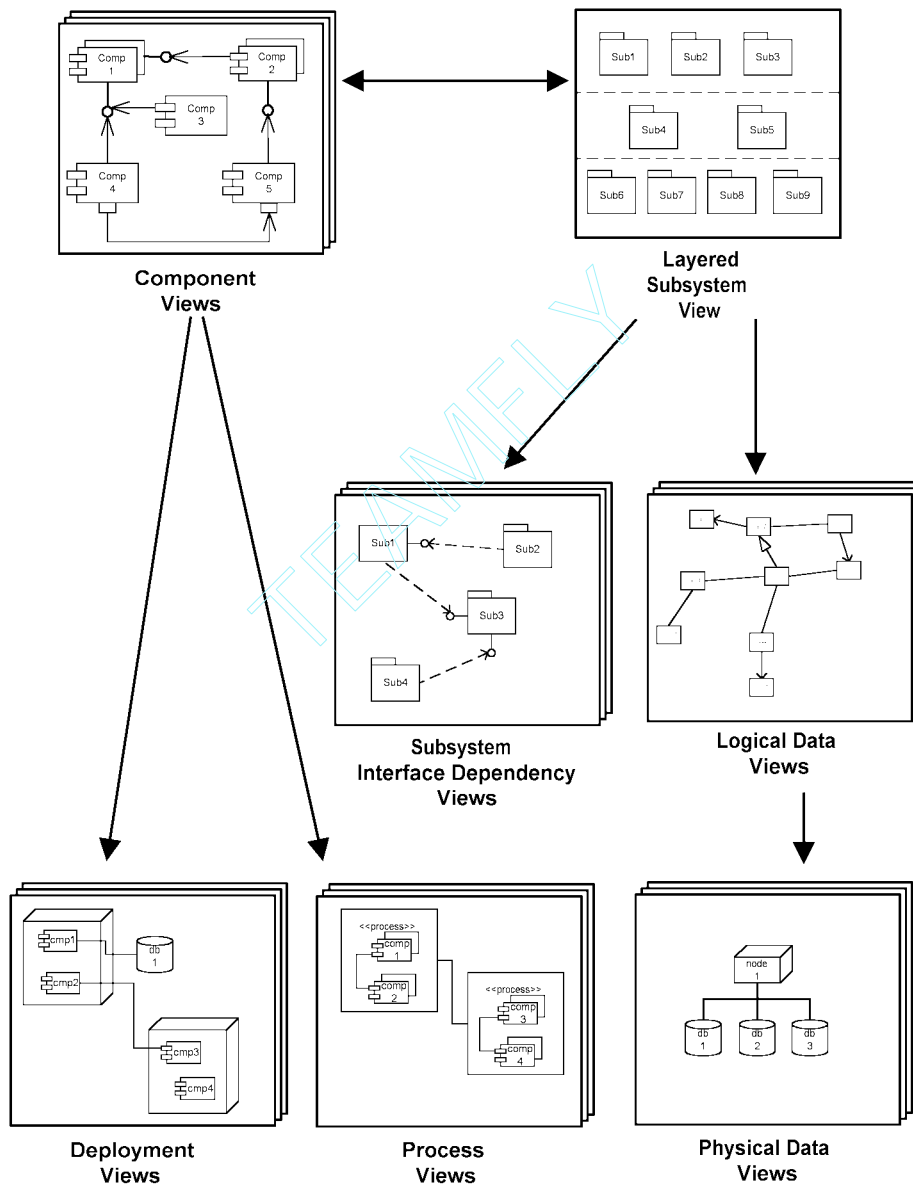 Comp
1
Comp
2
Comp
3
Comp
4
Comp
5
Component
Views
Sub1
Sub2
Sub3
Sub4
Sub5
Sub6
Sub7
Sub8
Sub9
Layered
Subsystem
View
TEAMFLY
Sub1
Sub2
Sub3
Sub4
Subsystem
Interface Dependency
Views
Logical Data
Views
cmp1
cmp2
db
1
cmp3
cmp4
Deployment
Views
<<process>>
comp
1
comp
2
<<process>>
comp
3
comp
4
Process
Views
node
1
db
1
db
2
db
3
Physical Data
Views